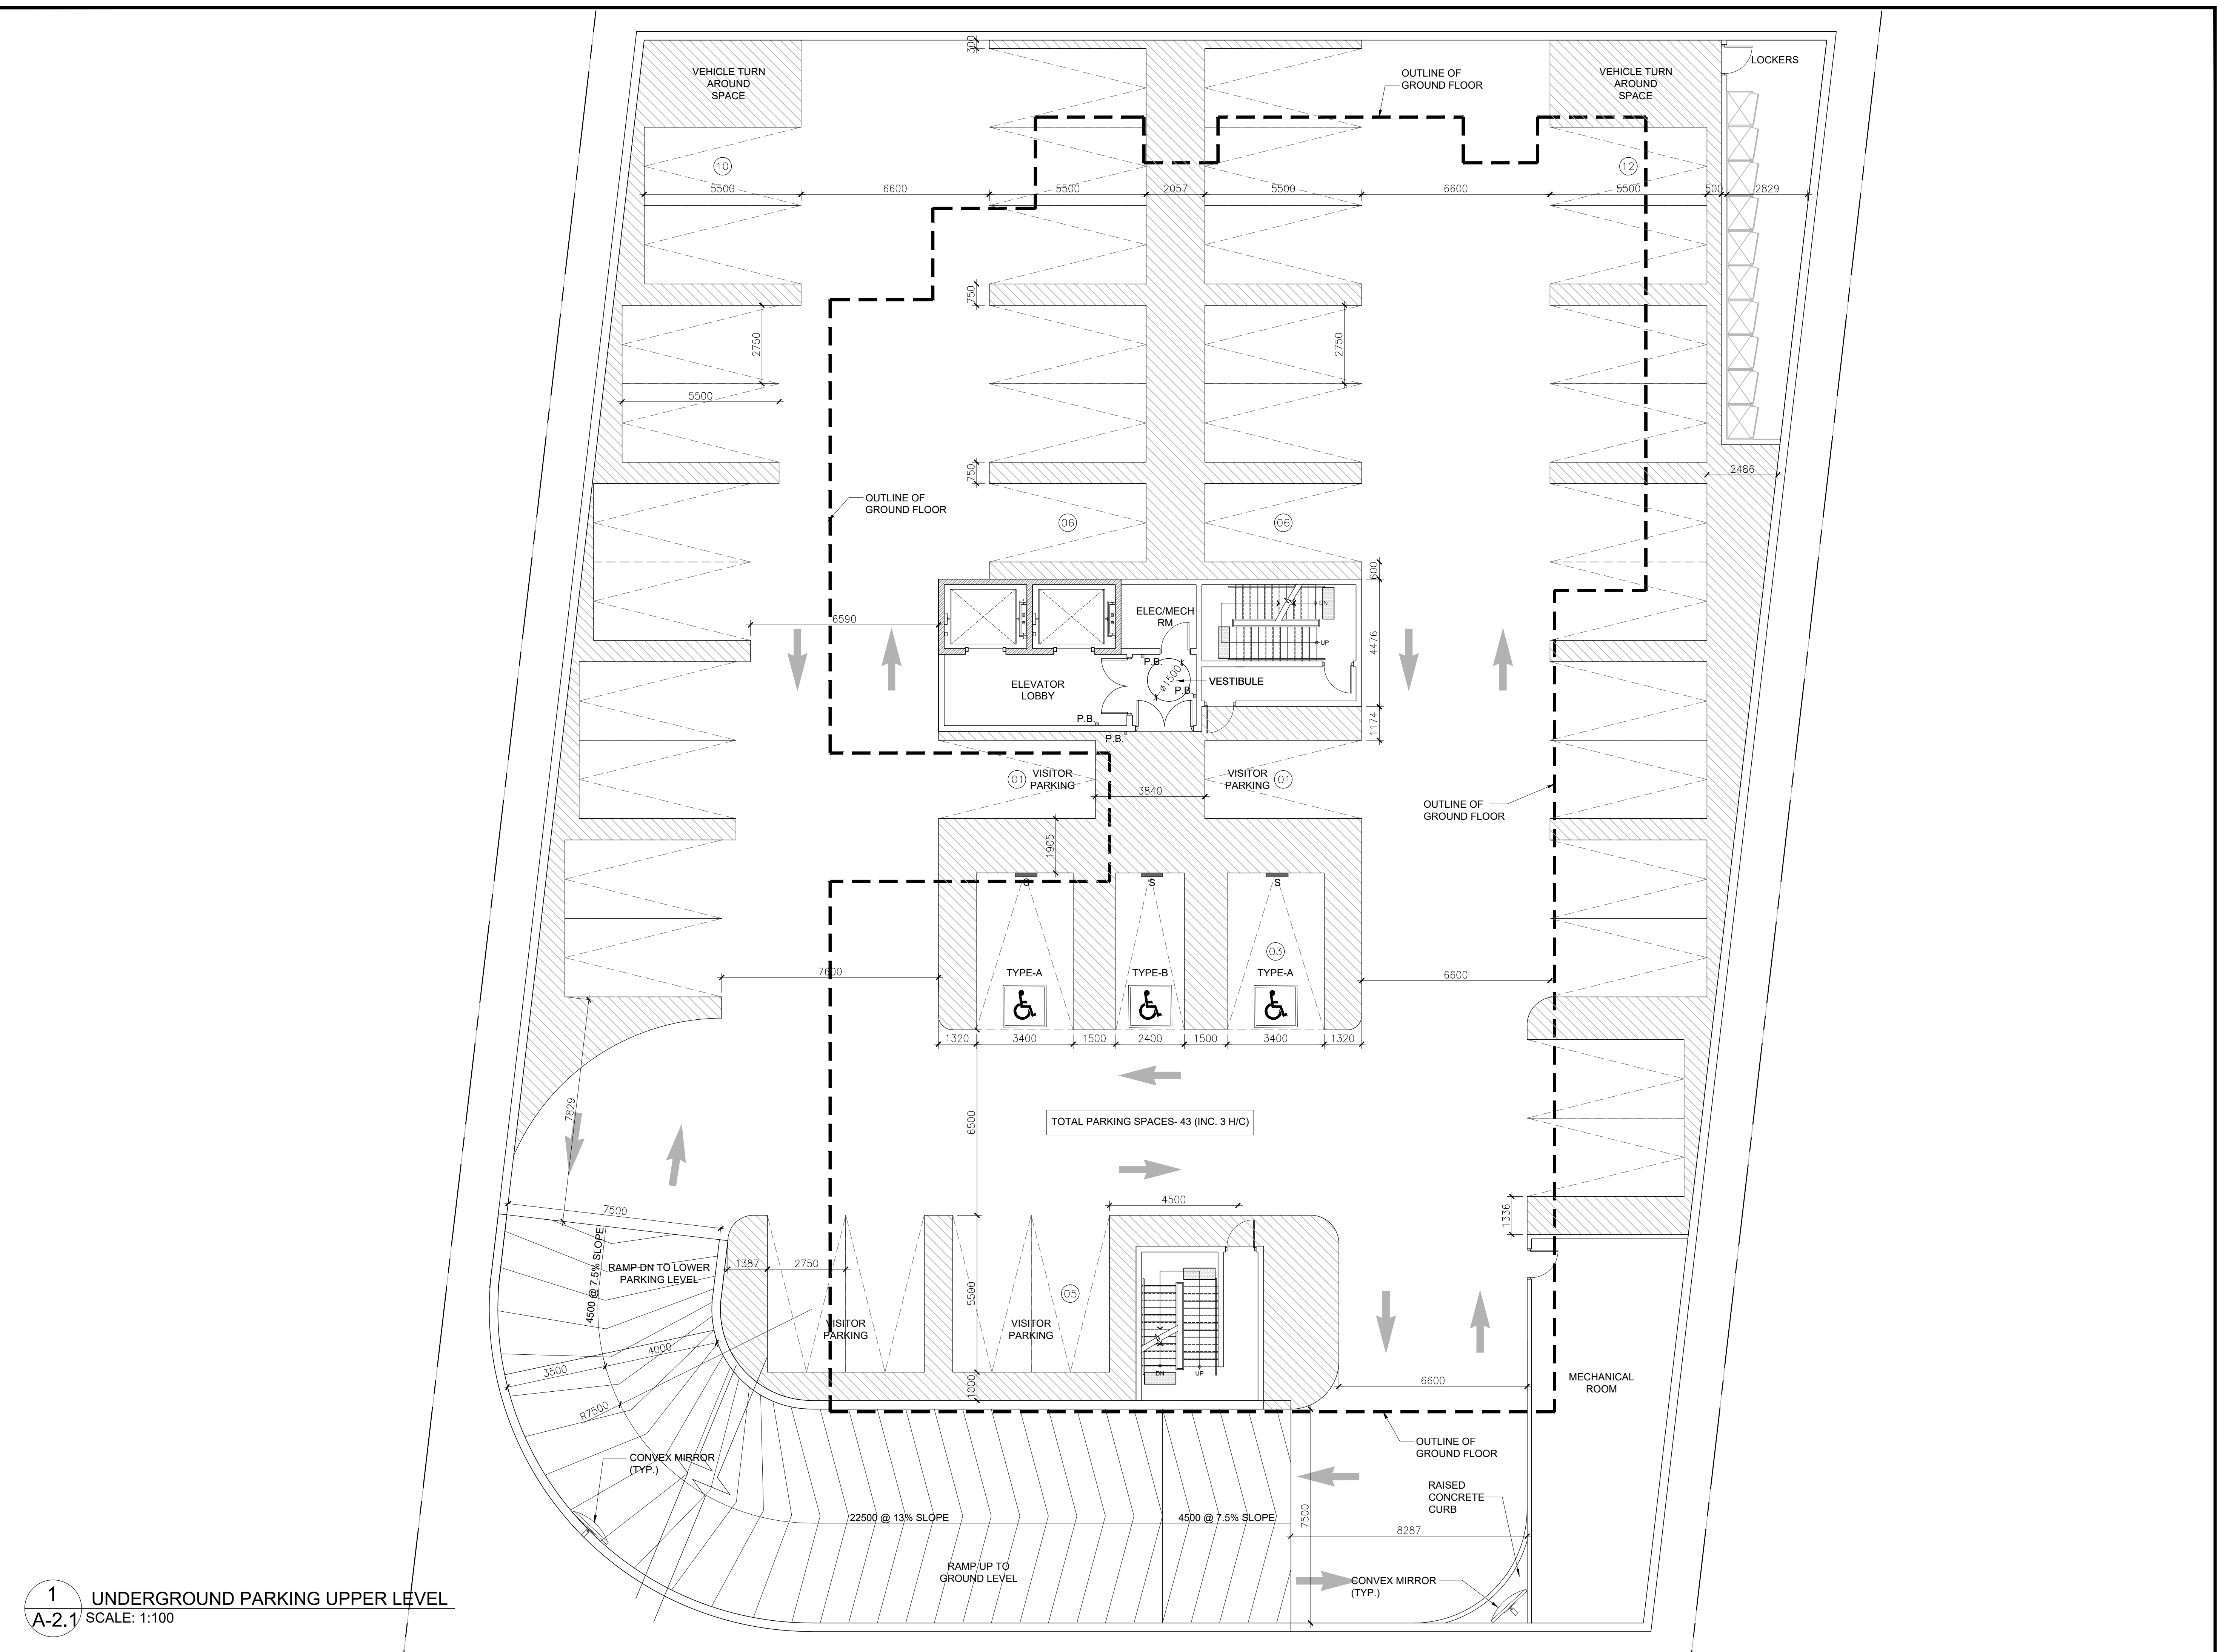 300
VEHICLE TURN
AROUND
SPACE
OUTLINE OF
GROUND FLOOR
VEHICLE TURN
AROUND
SPACE
LOCKERS
10
12
5500
6600
5500
2057
5500
6600
5500
500
2829
750
2750
2750
5500
750
2486
OUTLINE OF
GROUND FLOOR
06
06
600
ELEC/MECH
RM
DN
UP
6590
4476
P.B.
ELEVATOR
LOBBY
ø1500
VESTIBULE
P.B.
P.B.
P.B.
1174
01
VISITOR
PARKING
VISITOR
PARKING
01
3840
OUTLINE OF
GROUND FLOOR
1905
S
S
S
03
7600
TYPE-A
TYPE-B
TYPE-A
6600
1320
3400
1500
2400
1500
3400
1320
7829
6500
TOTAL PARKING SPACES- 43 (INC. 3 H/C)
7500
4500
1336
4500 @ 7.5% SLOPE
RAMP DN TO LOWER
PARKING LEVEL
1387
2750
5500
05
VISITOR
PARKING
VISITOR
PARKING
3500
4000
DN
UP
1000
6600
MECHANICAL
ROOM
R7500
OUTLINE OF
GROUND FLOOR
CONVEX MIRROR
(TYP.)
RAISED
CONCRETE
CURB
22500 @ 13% SLOPE
4500 @ 7.5% SLOPE
7500
8287
RAMP UP TO
GROUND LEVEL
CONVEX MIRROR
(TYP.)
1
UNDERGROUND PARKING UPPER LEVEL
A-2.1
SCALE: 1:100